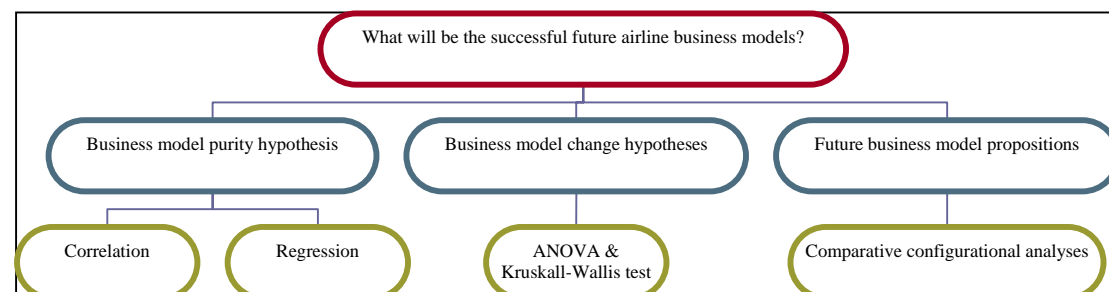 What will be the successful future airline business models?
Business model purity hypothesis
Business model change hypotheses
Future business model propositions
Correlation
Regression
ANOVA &
Kruskall-Wallis test
Comparative configurational analyses